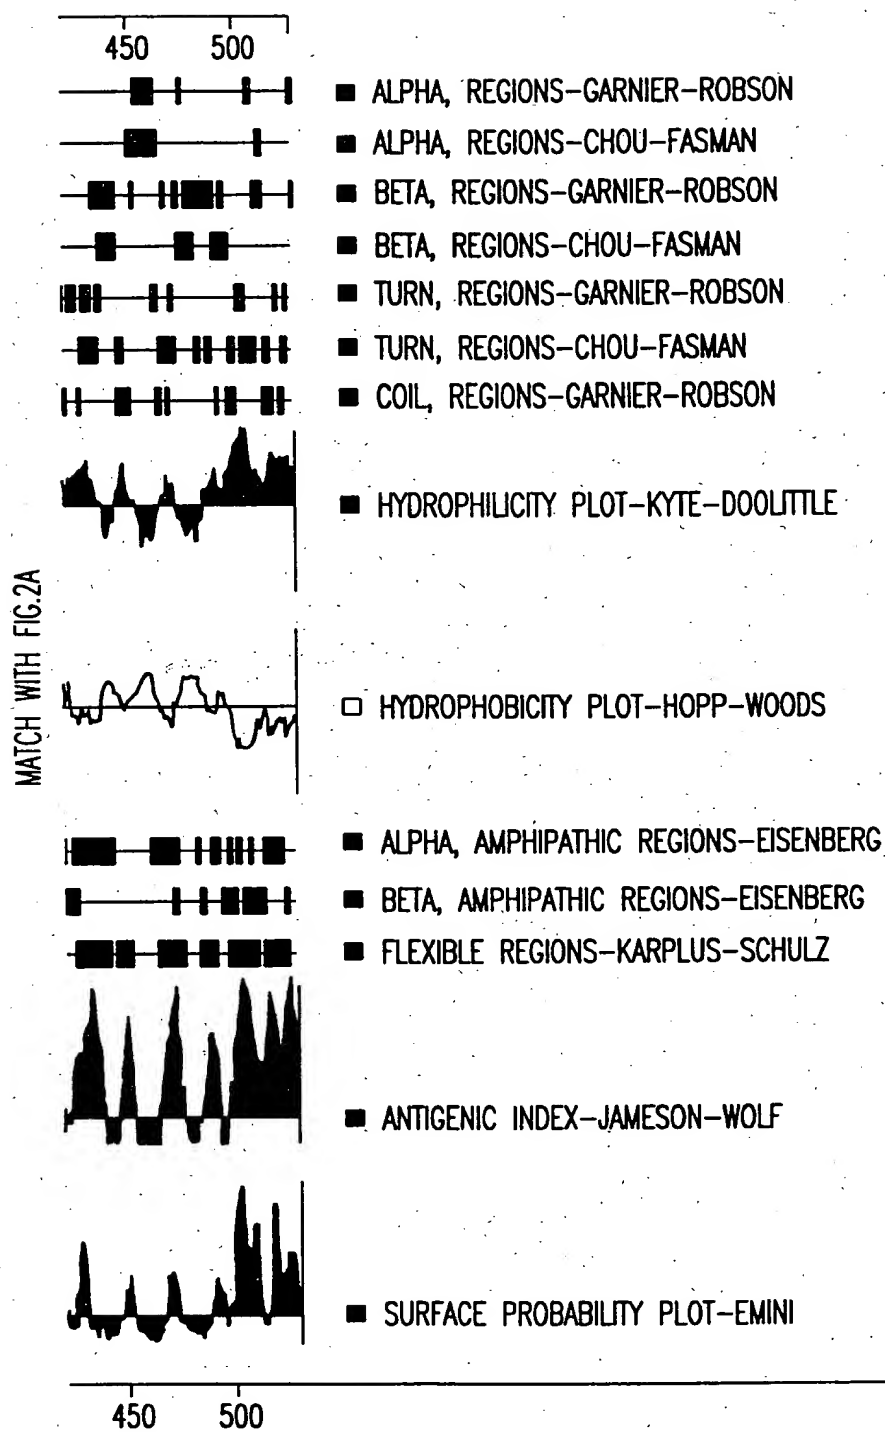 450 500
ALPHA, REGIONS-GARNIER-ROBSON
ALPHA, REGIONS-CHOU-FASMAN
BETA, REGIONS-GARNIER-ROBSON
BETA, REGIONS-CHOU-FASMAN
TURN, REGIONS-GARNIER-ROBSON
TURN, REGIONS-CHOU-FASMAN
COIL, REGIONS-GARNIER-ROBSON
HYDROPHILICITY PLOT-KYTE-DOOLITTLE
MATCH WITH FIG.2A
HYDROPHOBICITY PLOT-HOPP-WOODS
ALPHA, AMPHIPATHIC REGIONS-EISENBERG
BETA, AMPHIPATHIC REGIONS-EISENBERG
FLEXIBLE REGIONS-KARPLUS-SCHULZ
ANTIGENIC INDEX-JAMESON-WOLF
SURFACE PROBABILITY PLOT-EMINI
450 500